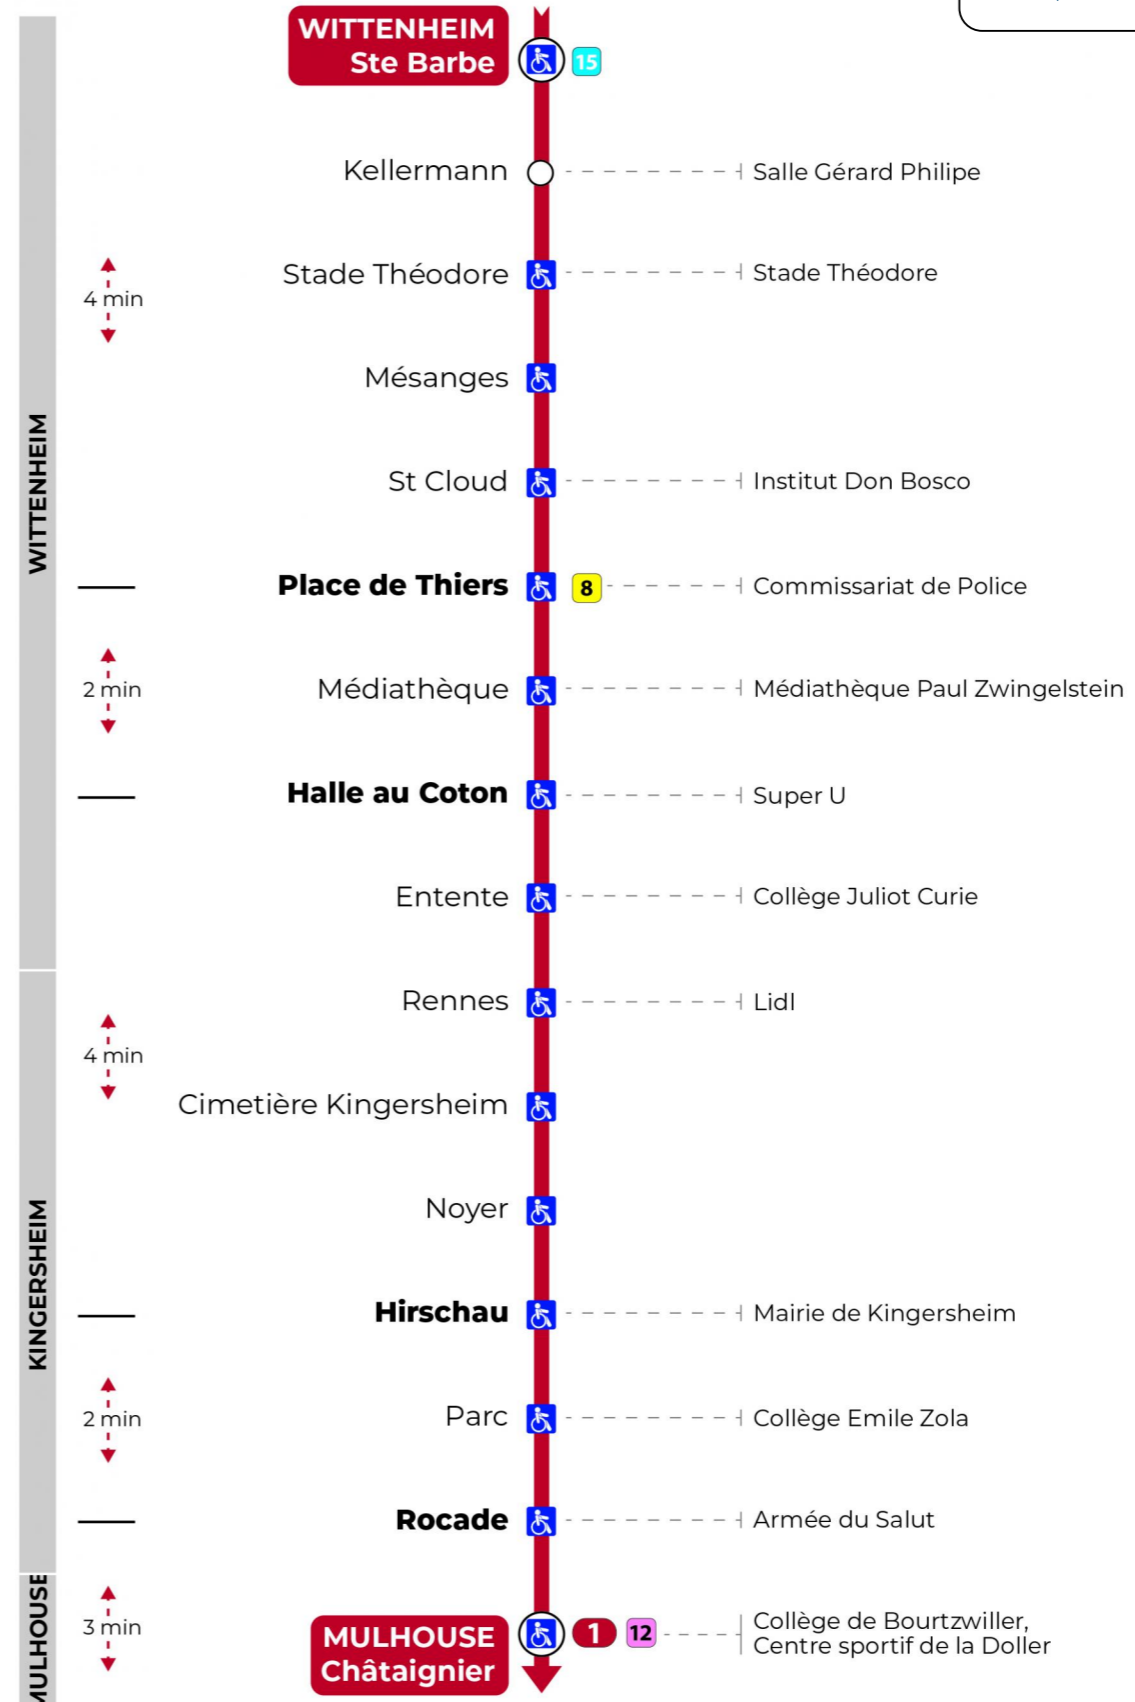 WITTENHEIM
Ste Barbe
15
Kellermann
Salle Gérard Philipe
Stade Théodore
Stade Théodore
4 min
Mésanges
WITTENHEIM
St Cloud
Institut Don Bosco
Place de Thiers
8
Commissariat de Police
2 min
Médiathèque
Médiathèque Paul Zwingelstein
Halle au Coton
Super U
Entente
Collège Juliot Curie
Rennes
Lidl
4 min
Cimetière Kingersheim
Noyer
KINGERSHEIM
Hirschau
Mairie de Kingersheim
2 min
Parc
Collège Emile Zola
Rocade
Armée du Salut
MULHOUSE
3 min
MULHOUSE
Châtaignier
1
12
Collège de Bourtzwiller,
Centre sportif de la Doller